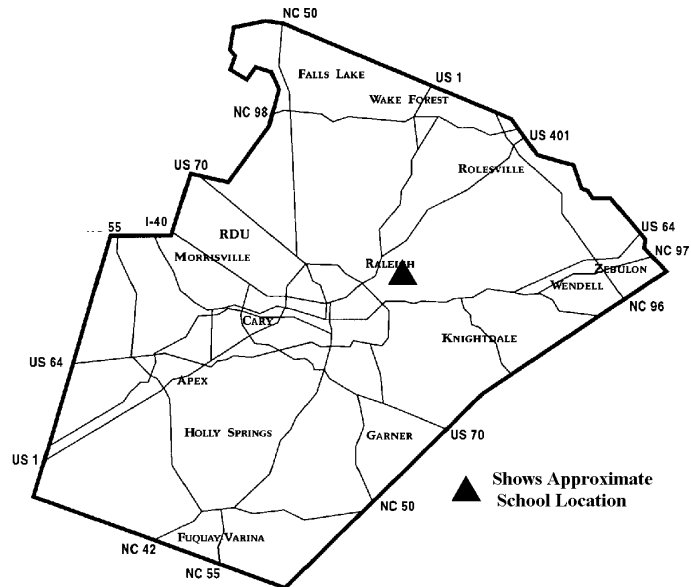 NC 50
FALLS LAKE
US 1
WAKE FOREST
NC 98
US 401
US 70
ROLESVILLE
55
I-40
RDU
US 64
MORRISVILLE
RALEIGH
NC 97
ZEBULON
WENDELL
NC 96
CARY
KNIGHTDALE
US 64
APEX
HOLLY SPRINGS
GARNER
US 70
US 1
Shows Approximate
School Location
NC 50
FUQUAY VARINA
NC 42
NC 55